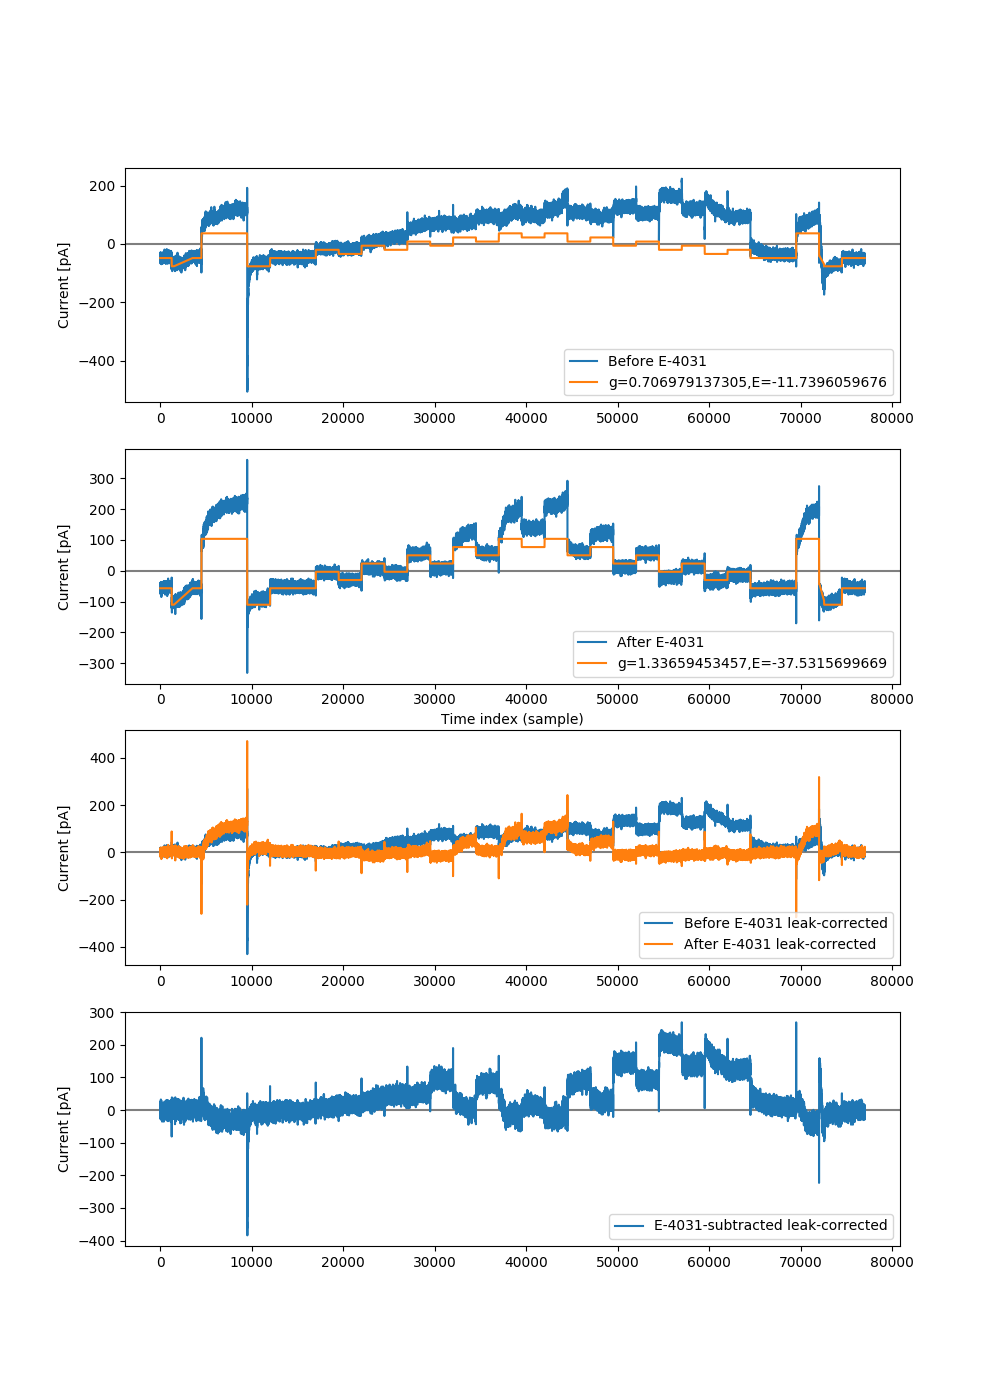 200
0
−200
−400
Current [pA]
Before E-4031
g=0.706979137305,E=-11.7396059676
0 10000 20000 30000 40000 50000 60000 70000 80000
300
200
100
0
−100
−200
−300
Current [pA]
After E-4031
g=1.33659453457,E=-37.5315699669
0 10000 20000 30000 40000 50000 60000 70000 80000
Time index (sample)
400
200
0
−200
−400
Current [pA]
Before E-4031 leak-corrected
After E-4031 leak-corrected
0 10000 20000 30000 40000 50000 60000 70000 80000
300
200
100
0
−100
−200
−300
−400
Current [pA]
E-4031-subtracted leak-corrected
0 10000 20000 30000 40000 50000 60000 70000 80000